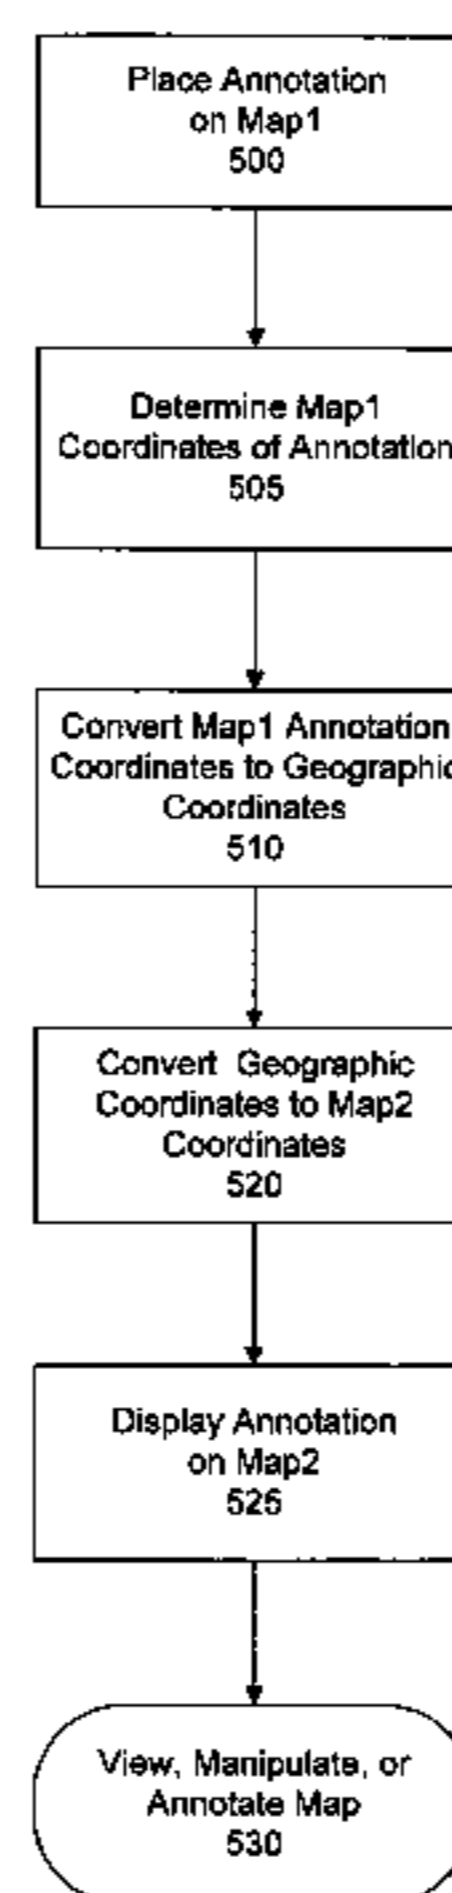 Place Annotation
on Map1
500
Determine Map1
Coordinates of Annotation
505
Convert Map1 Annotation
Coordinates to Geographic
Coordinates
510
Convert Geographic
Coordinates to Map2
Coordinates
520
Display Annotation
on Map2
525
View, Manipulate, or
Annotate Map
530